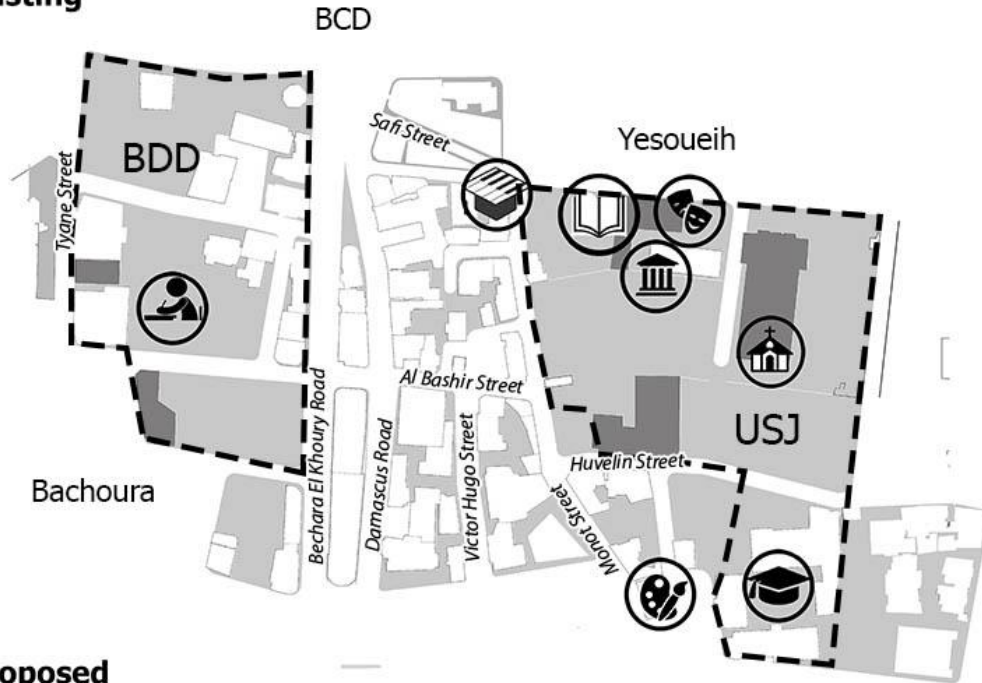 isting
BCD
Safi Street
Yesoueih
BDD
Tyane Street
Al Bashir Street
USJ
Huvelin Street
Bachoura
Bechara El Khoury Road
Damascus Road
Victor Hugo Street
Monot Street
oposed